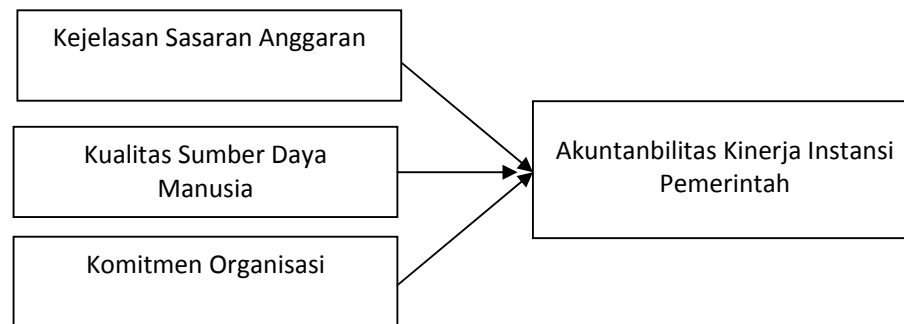 Kejelasan Sasaran Anggaran
Kualitas Sumber Daya
Manusia
Komitmen Organisasi
Akuntanbilitas Kinerja Instansi
Pemerintah